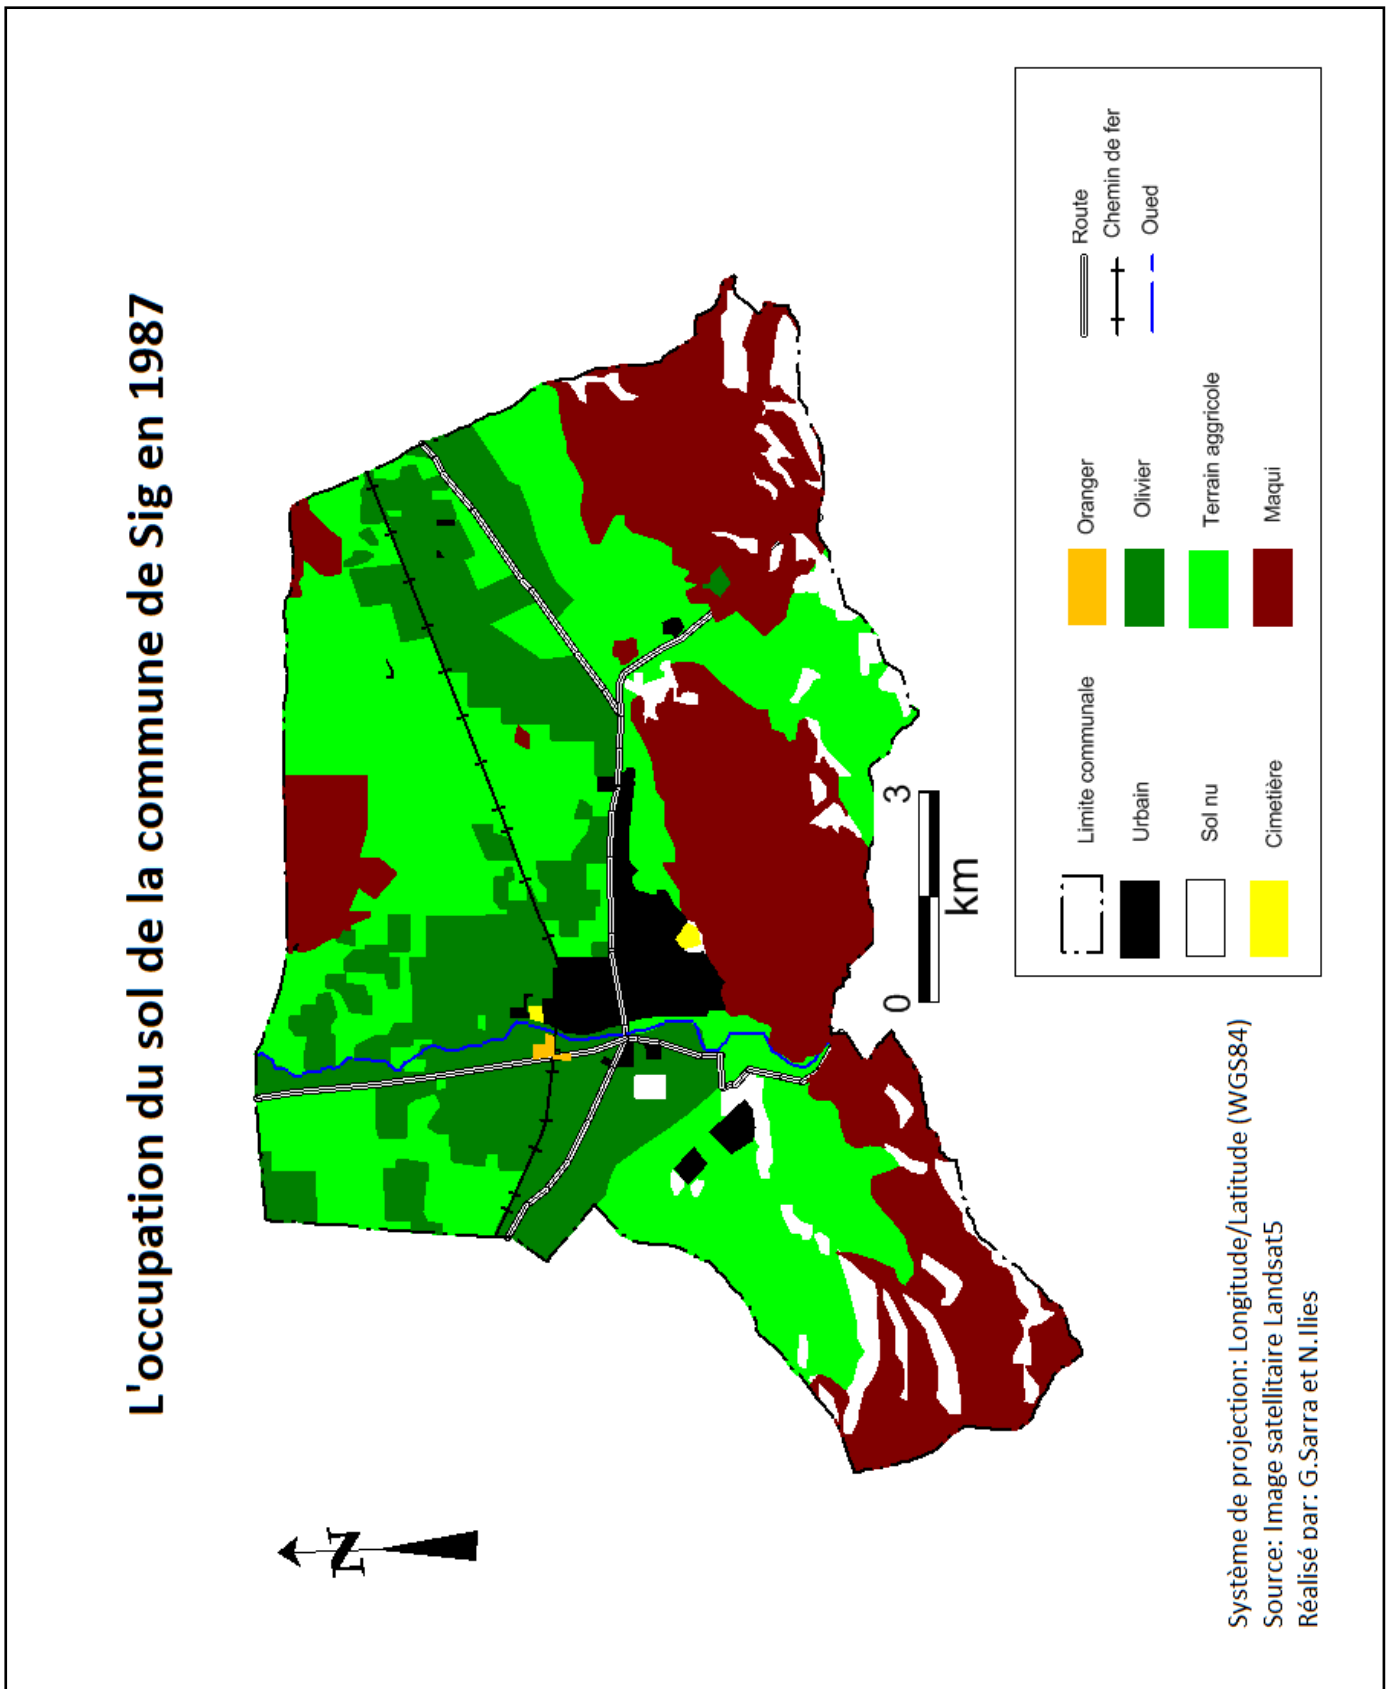 L'occupation du sol de la commune de Sig en 1987
N
0 3
km
Limite communale
Urbain
Sol nu
Cimetière
Oranger
Olivier
Terrain aggricole
Maqui
Route
Chemin de fer
Oued
Système de projection: Longitude/Latitude (WGS84)
Source: Image satellitaire Landsat5
Réalisé par: G.Sarra et N.Ilies